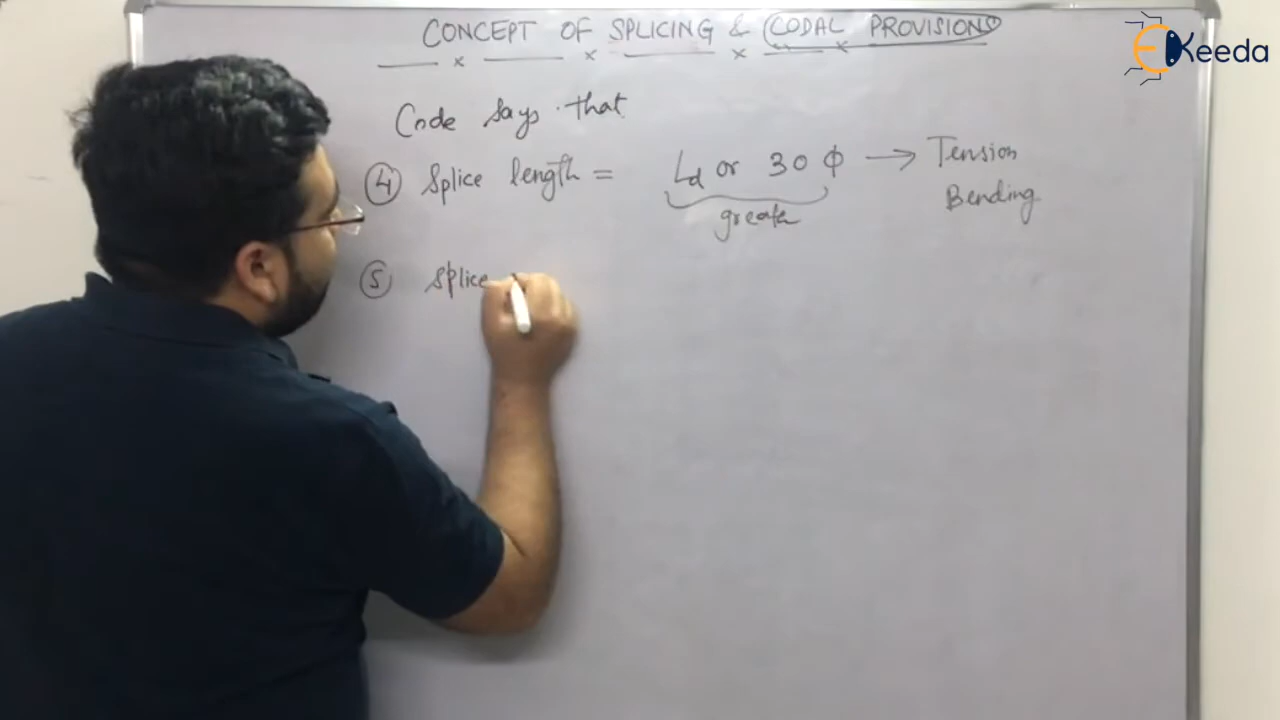 CONCEPT OF SPLICING & CODAL PROVISIONS
EKeeda
Code says that
④ Splice length = Ld or 30 Φ → Tension
Bending
greater
⑤ Splice